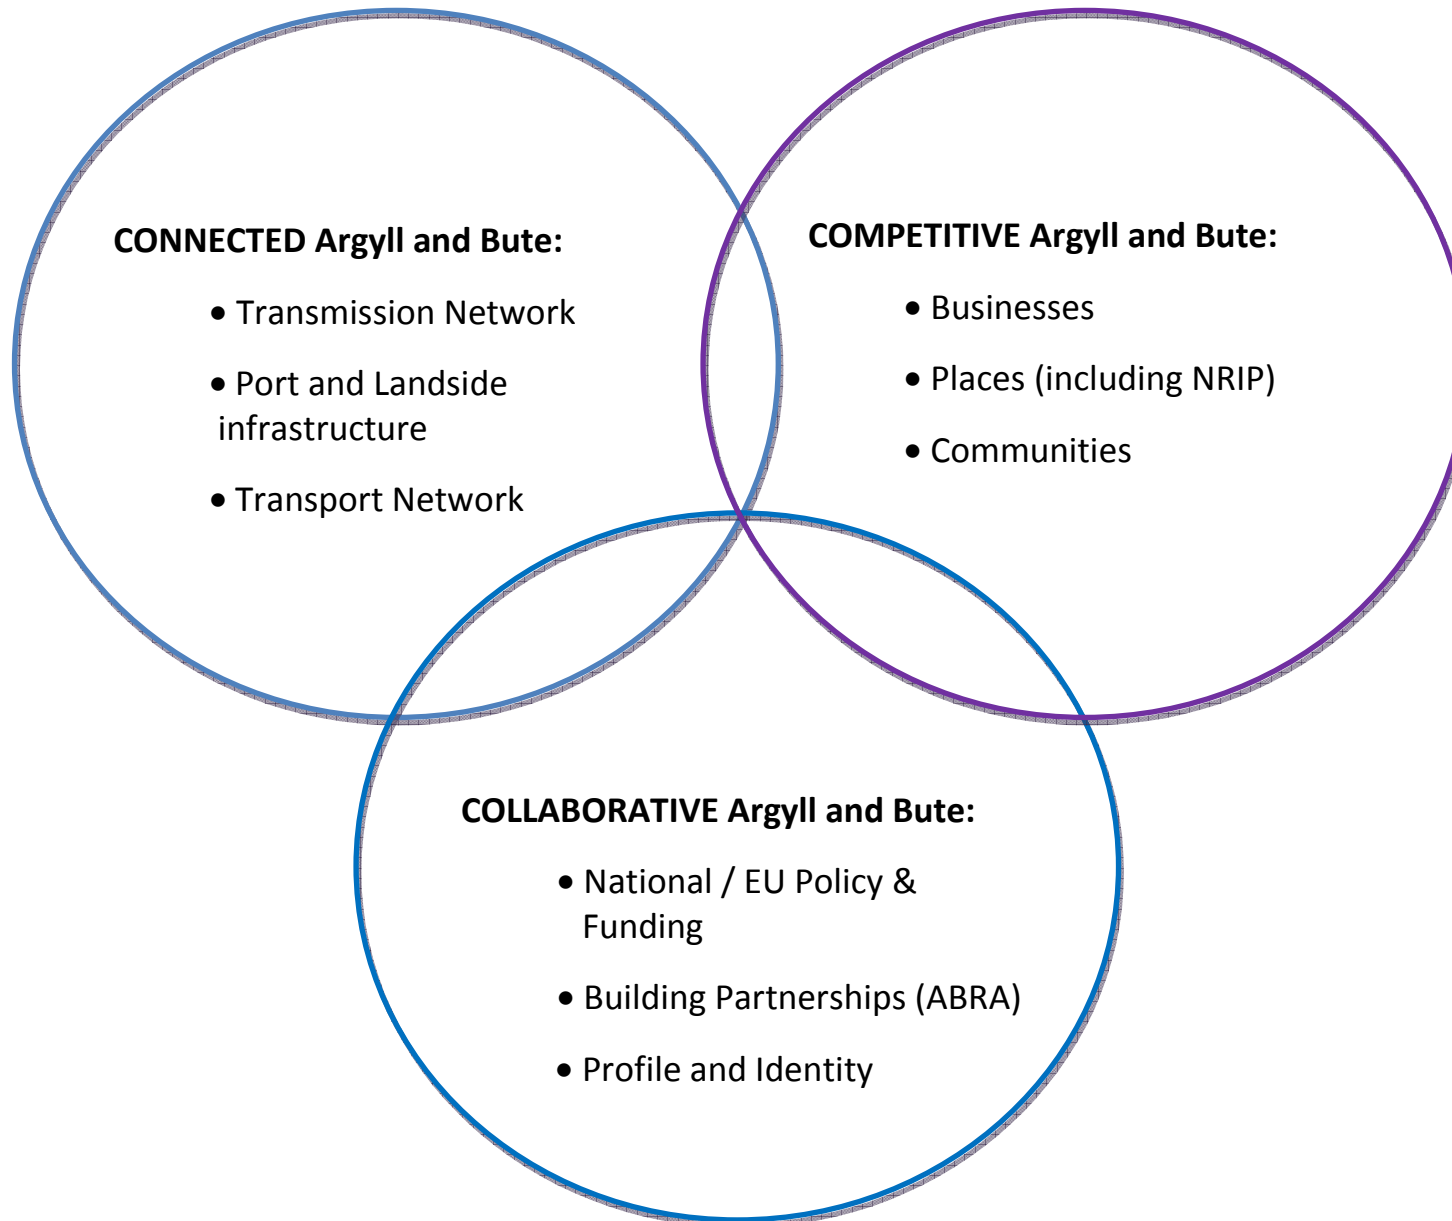 CONNECTED Argyll and Bute:
• Transmission Network
• Port and Landside
infrastructure
• Transport Network
COMPETITIVE Argyll and Bute:
• Businesses
• Places (including NRIP)
• Communities
COLLABORATIVE Argyll and Bute:
• National / EU Policy &
Funding
• Building Partnerships (ABRA)
• Profile and Identity